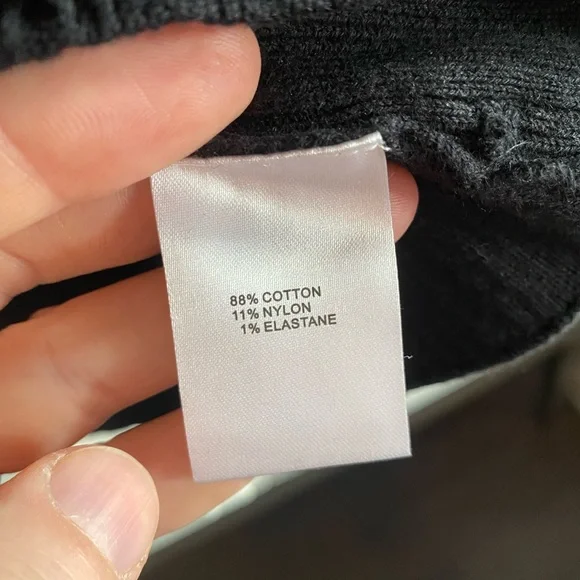 88% COTTON
11% NYLON
1% ELASTANE